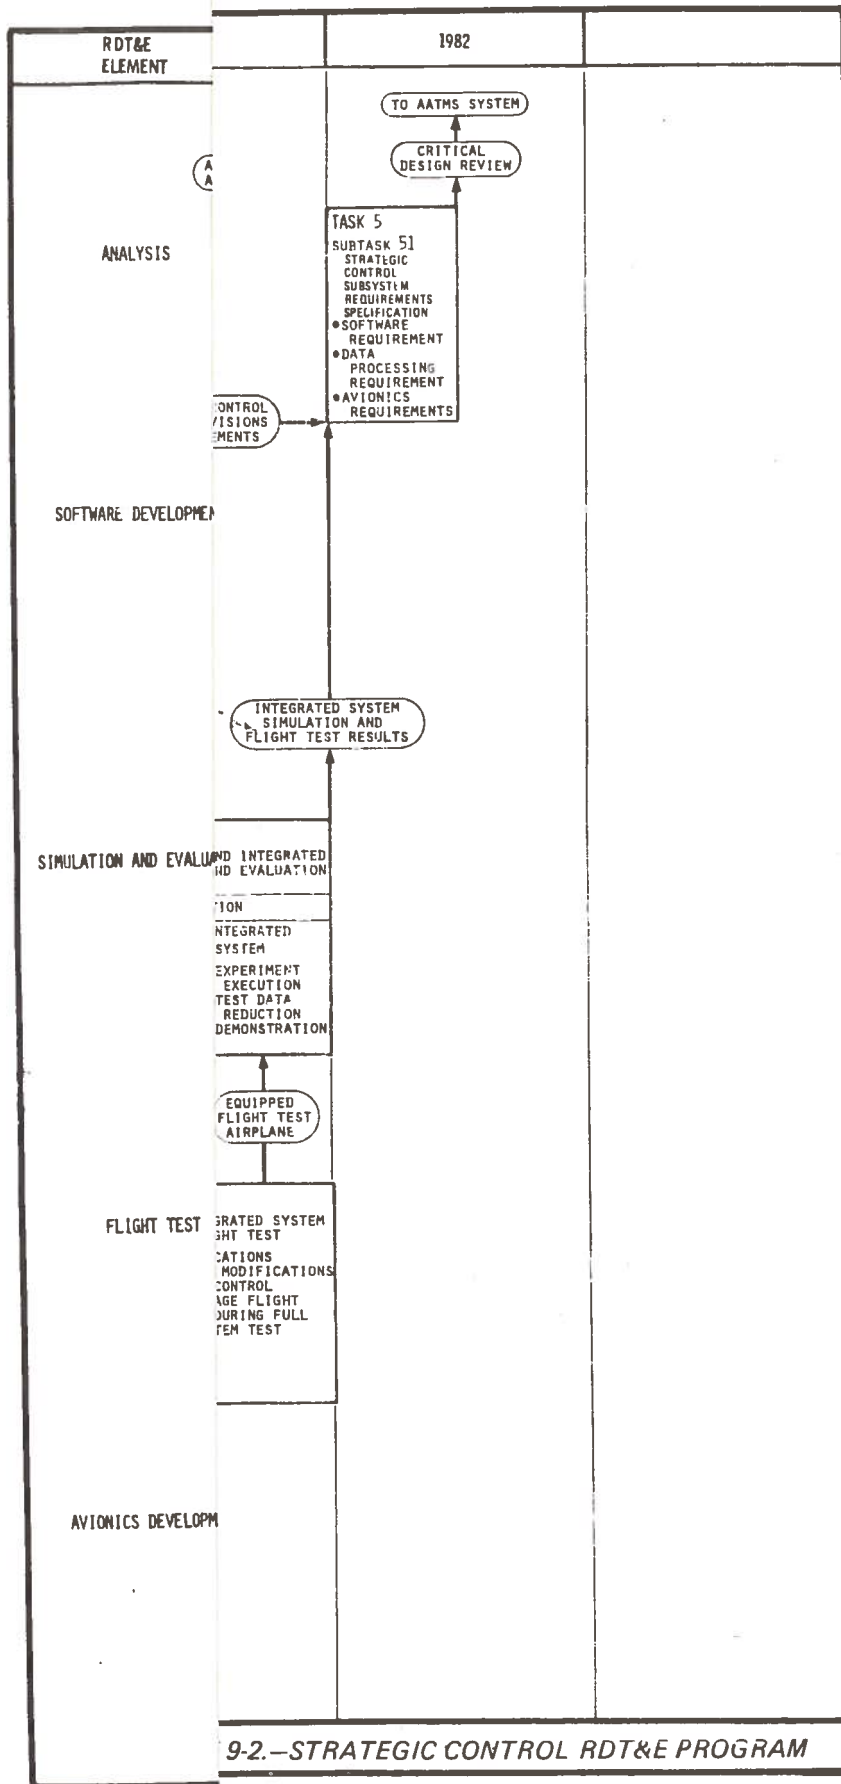 RDT&E
ELEMENT
1982
TO AATMS SYSTEM
CRITICAL
DESIGN REVIEW
A
A
ANALYSIS
TASK 5
SUBTASK 51
STRATEGIC
CONTROL
SUBSYSTEM
REQUIREMENTS
SPECIFICATION
•SOFTWARE
REQUIREMENT
•DATA
PROCESSING
REQUIREMENT
•AVIONICS
REQUIREMENTS
ONTROL
VISIONS
EMENTS
SOFTWARE DEVELOPMEN
INTEGRATED SYSTEM
SIMULATION AND
FLIGHT TEST RESULTS
SIMULATION AND EVALUA
ND INTEGRATED
ND EVALUATION
TION
NTEGRATED
SYSTEM
EXPERIMENT
EXECUTION
TEST DATA
REDUCTION
DEMONSTRATION
EQUIPPED
FLIGHT TEST
AIRPLANE
FLIGHT TEST
GRATED SYSTEM
GHT TEST
CATIONS
MODIFICATIONS
CONTROL
AGE FLIGHT
DURING FULL
TEM TEST
AVIONICS DEVELOPM
9-2.—STRATEGIC CONTROL RDT&E PROGRAM